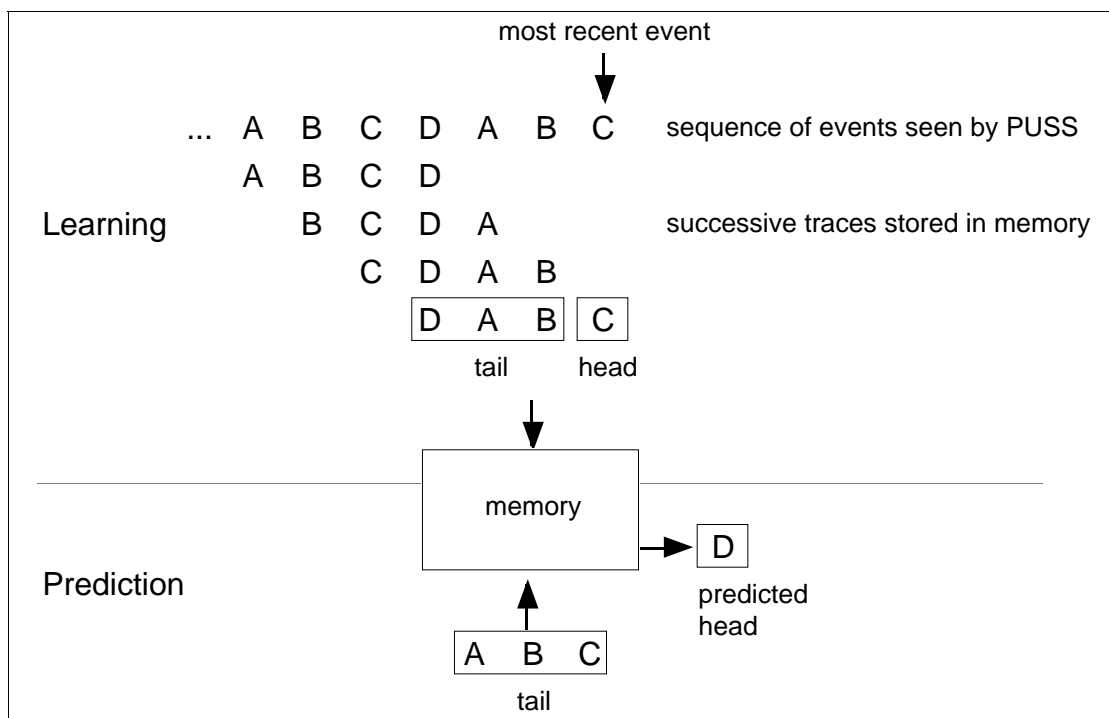 most recent event
... A B C D A B C sequence of events seen by PUSS
A B C D
Learning B C D A successive traces stored in memory
C D A B
D A B C
tail head
memory
D
Prediction
predicted
head
A B C
tail